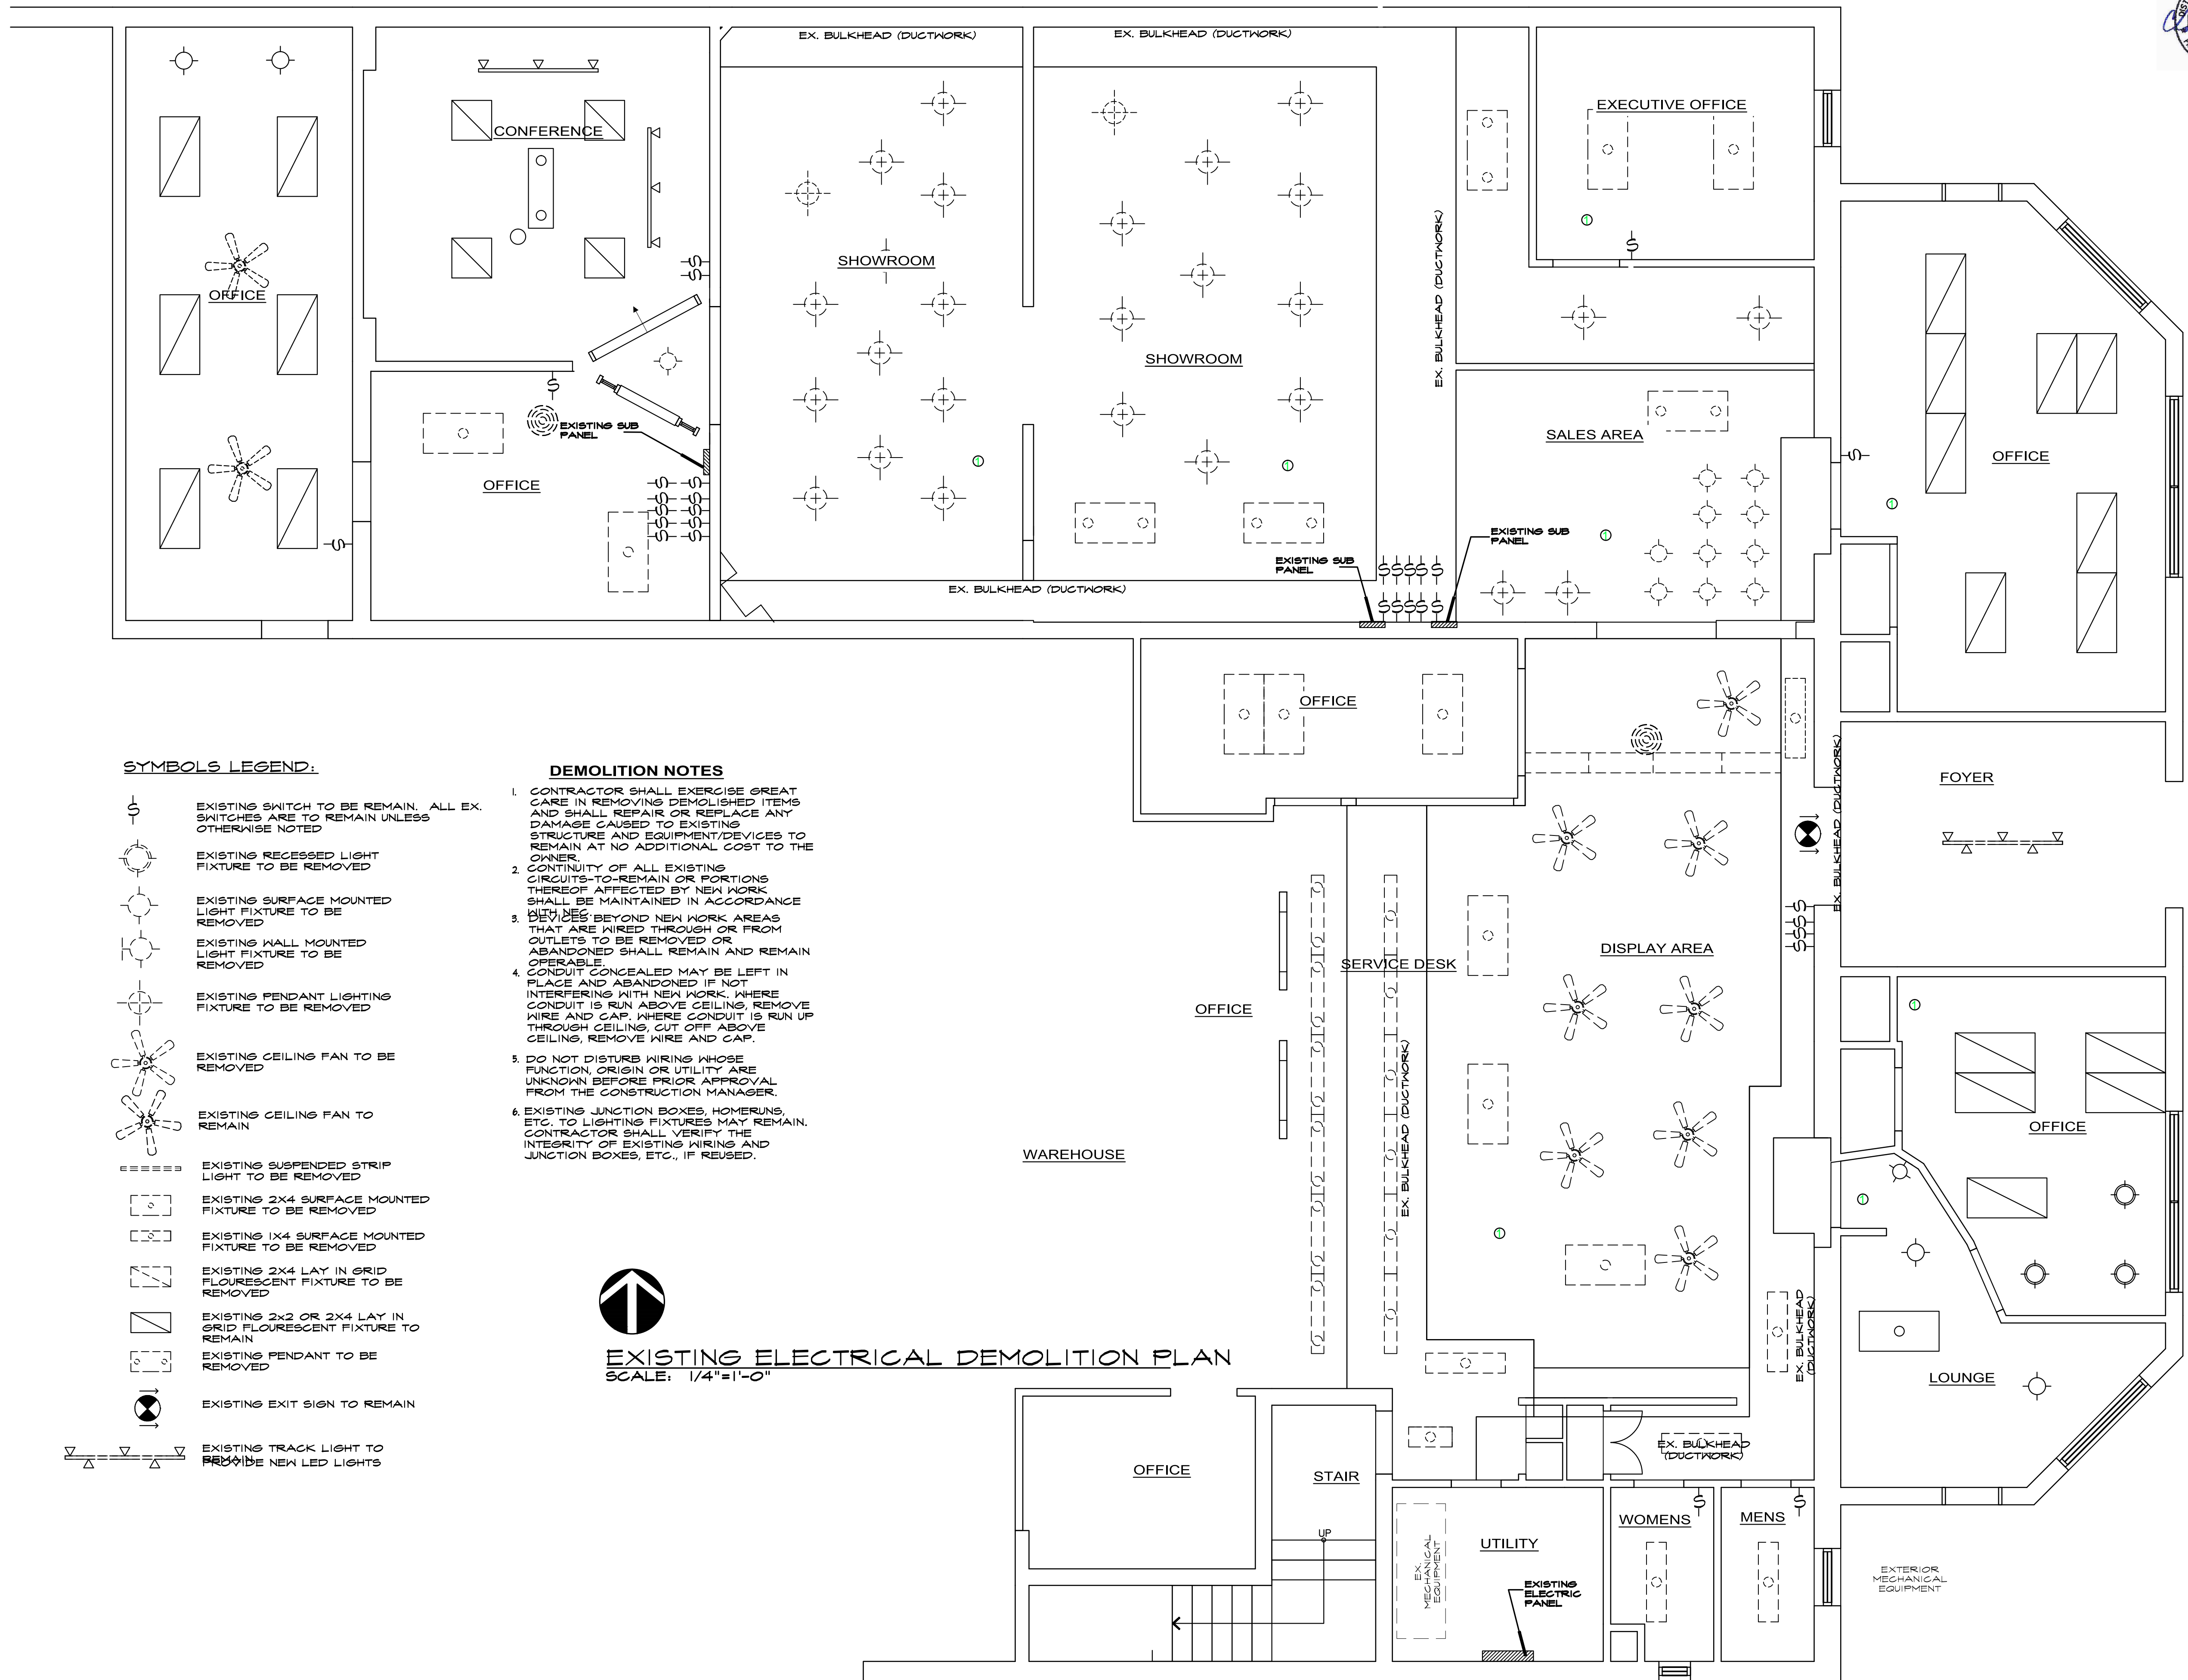 EX. BULKHEAD (DUCTWORK)
EX. BULKHEAD (DUCTWORK)
EXECUTIVE OFFICE
CONFERENCE
SHOWROOM
OFFICE
EX. BULKHEAD (DUCTWORK)
SHOWROOM
EXISTING SUB
PANEL
SALES AREA
OFFICE
OFFICE
EXISTING SUB
PANEL
EXISTING SUB
PANEL
EX. BULKHEAD (DUCTWORK)
OFFICE
FOYER
EX. BULKHEAD (DUCTWORK)
SYMBOLS LEGEND:
EXISTING SWITCH TO BE REMAIN. ALL EX.
SWITCHES ARE TO REMAIN UNLESS
OTHERWISE NOTED
EXISTING RECESSED LIGHT
FIXTURE TO BE REMOVED
EXISTING SURFACE MOUNTED
LIGHT FIXTURE TO BE
REMOVED
EXISTING WALL MOUNTED
LIGHT FIXTURE TO BE
REMOVED
EXISTING PENDANT LIGHTING
FIXTURE TO BE REMOVED
EXISTING CEILING FAN TO BE
REMOVED
EXISTING CEILING FAN TO
REMAIN
EXISTING SUSPENDED STRIP
LIGHT TO BE REMOVED
EXISTING 2X4 SURFACE MOUNTED
FIXTURE TO BE REMOVED
EXISTING 1X4 SURFACE MOUNTED
FIXTURE TO BE REMOVED
EXISTING 2X4 LAY IN GRID
FLOURESCENT FIXTURE TO BE
REMOVED
EXISTING 2x2 OR 2X4 LAY IN
GRID FLOURESCENT FIXTURE TO
REMAIN
EXISTING PENDANT TO BE
REMOVED
EXISTING EXIT SIGN TO REMAIN
EXISTING TRACK LIGHT TO
REMAIN
PROVIDE NEW LED LIGHTS
DEMOLITION NOTES
1. CONTRACTOR SHALL EXERCISE GREAT
CARE IN REMOVING DEMOLISHED ITEMS
AND SHALL REPAIR OR REPLACE ANY
DAMAGE CAUSED TO EXISTING
STRUCTURE AND EQUIPMENT/DEVICES TO
REMAIN AT NO ADDITIONAL COST TO THE
OWNER.
2. CONTINUITY OF ALL EXISTING
CIRCUITS-TO-REMAIN OR PORTIONS
THEREOF AFFECTED BY NEW WORK
SHALL BE MAINTAINED IN ACCORDANCE
WITH NEC.
3. DEVICES BEYOND NEW WORK AREAS
THAT ARE WIRED THROUGH OR FROM
OUTLETS TO BE REMOVED OR
ABANDONED SHALL REMAIN AND REMAIN
OPERABLE.
4. CONDUIT CONCEALED MAY BE LEFT IN
PLACE AND ABANDONED IF NOT
INTERFERING WITH NEW WORK. WHERE
CONDUIT IS RUN ABOVE CEILING, REMOVE
WIRE AND CAP. WHERE CONDUIT IS RUN UP
THROUGH CEILING, CUT OFF ABOVE
CEILING, REMOVE WIRE AND CAP.
5. DO NOT DISTURB WIRING WHOSE
FUNCTION, ORIGIN OR UTILITY ARE
UNKNOWN BEFORE PRIOR APPROVAL
FROM THE CONSTRUCTION MANAGER.
6. EXISTING JUNCTION BOXES, HOMERUNS,
ETC. TO LIGHTING FIXTURES MAY REMAIN.
CONTRACTOR SHALL VERIFY THE
INTEGRITY OF EXISTING WIRING AND
JUNCTION BOXES, ETC., IF REUSED.
DISPLAY AREA
SERVICE DESK
OFFICE
EX. BULKHEAD (DUCTWORK)
OFFICE
WAREHOUSE
EX. BULKHEAD
(DUCTWORK)
LOUNGE
EXISTING ELECTRICAL DEMOLITION PLAN
SCALE: 1/4"=1'-0"
EX. BULKHEAD
(DUCTWORK)
OFFICE
STAIR
UP
WOMENS
MENS
UTILITY
EX.
MECHANICAL
EQUIPMENT
EXISTING
ELECTRIC
PANEL
EXTERIOR
MECHANICAL
EQUIPMENT